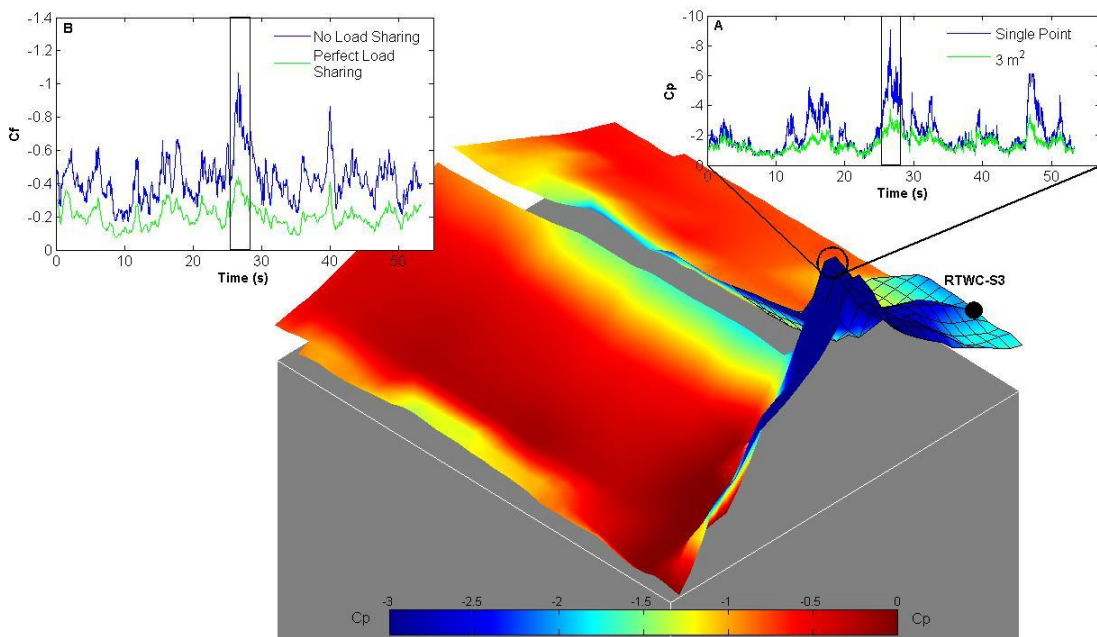 B
No Load Sharing
Perfect Load
Sharing
Cf
-1.4
-1.2
-1
-0.8
-0.6
-0.4
-0.2
0
0 10 20 30 40 50
Time (s)
A
Single Point
3 m²
Cp
-10
-8
-6
-4
-2
0
0 10 20 30 40 50
Time (s)
RTWC-S3
Cp -3 -2.5 -2 -1.5 -1 -0.5 0 Cp